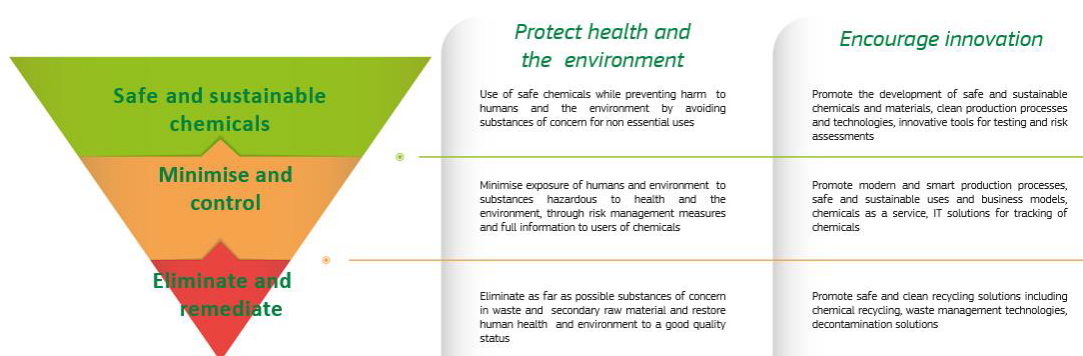 Protect health and
the environment
Encourage innovation
Safe and sustainable
chemicals
Use of safe chemicals while preventing harm to
humans and the environment by avoiding
substances of concern for non essential uses
Promote the development of safe and sustainable
chemicals and materials, clean production processes
and technologies, innovative tools for testing and risk
assessments
Minimise and
control
Minimise exposure of humans and environment to
substances hazardous to health and the
environment, through risk management measures
and full information to users of chemicals
Promote modern and smart production processes,
safe and sustainable uses and business models,
chemicals as a service, IT solutions for tracking of
chemicals
Eliminate and
remediate
Eliminate as far as possible substances of concern
in waste and secondary raw material and restore
human health and environment to a good quality
status
Promote safe and clean recycling solutions including
chemical recycling, waste management technologies,
decontamination solutions